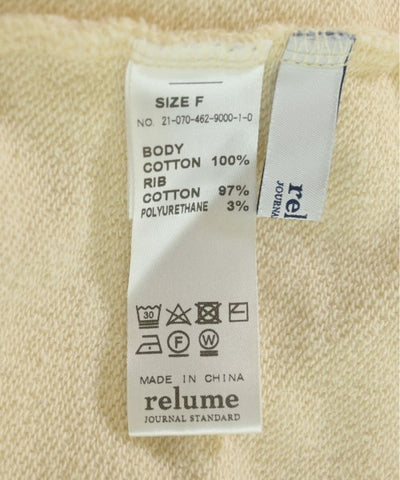 SIZE F
NO. 21-070-462-9000-1-0
BODY
COTTON 100%
RIB
COTTON 97%
POLYURETHANE 3%
30
F W
MADE IN CHINA
relume
JOURNAL STANDARD
rel
JOURNA